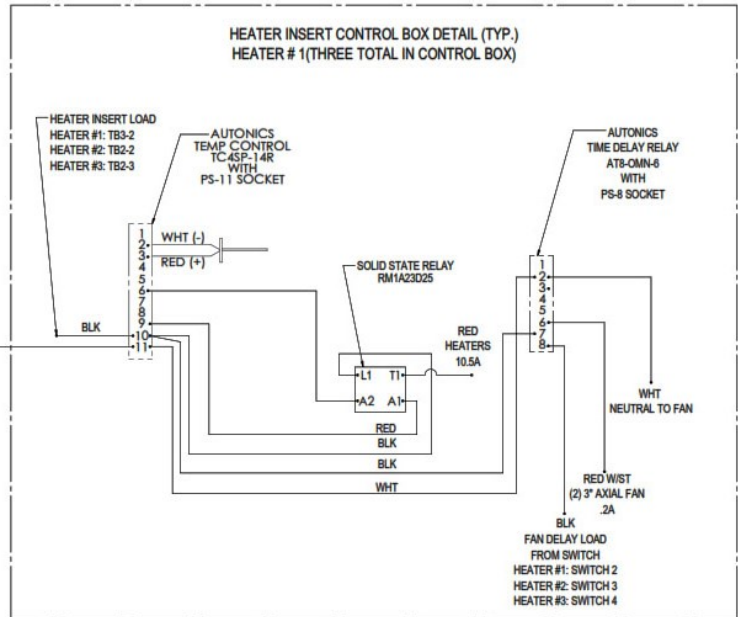 HEATER INSERT CONTROL BOX DETAIL (TYP.)
HEATER # 1(THREE TOTAL IN CONTROL BOX)
HEATER INSERT LOAD
HEATER #1: TB3-2
HEATER #2: TB2-2
HEATER #3: TB2-3
AUTONICS
TEMP CONTROL
TC4SP-14R
WITH
PS-11 SOCKET
AUTONICS
TIME DELAY RELAY
AT8-OMN-6
WITH
PS-8 SOCKET
1
2
3
4
5
6
7
8
9
10
11
WHT (-)
RED (+)
BLK
SOLID STATE RELAY
RM1A23D25
L1 T1
A2 A1
RED
HEATERS
10.5A
RED
BLK
BLK
WHT
1
2
3
4
5
6
7
8
WHT
NEUTRAL TO FAN
RED W/ST
(2) 3" AXIAL FAN
.2A
BLK
FAN DELAY LOAD
FROM SWITCH
HEATER #1: SWITCH 2
HEATER #2: SWITCH 3
HEATER #3: SWITCH 4